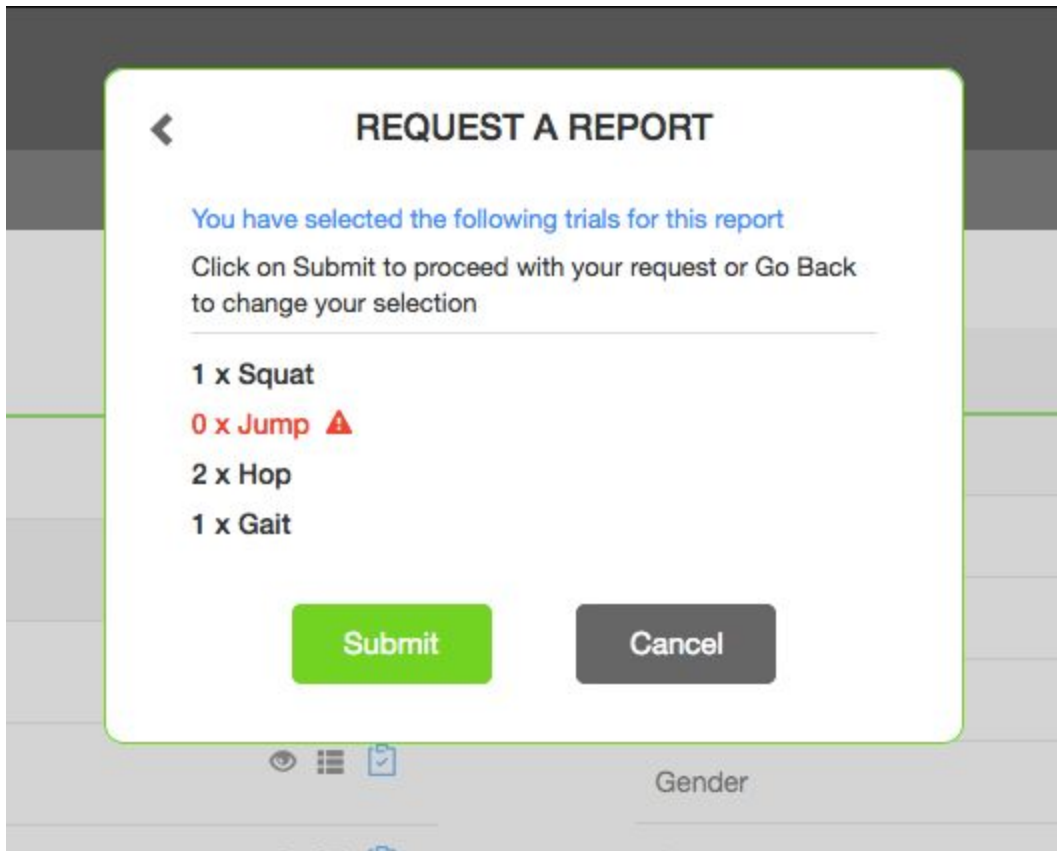 REQUEST A REPORT
You have selected the following trials for this report
Click on Submit to proceed with your request or Go Back
to change your selection
1 x Squat
0 x Jump
2 x Hop
1 x Gait
Submit
Cancel
Gender